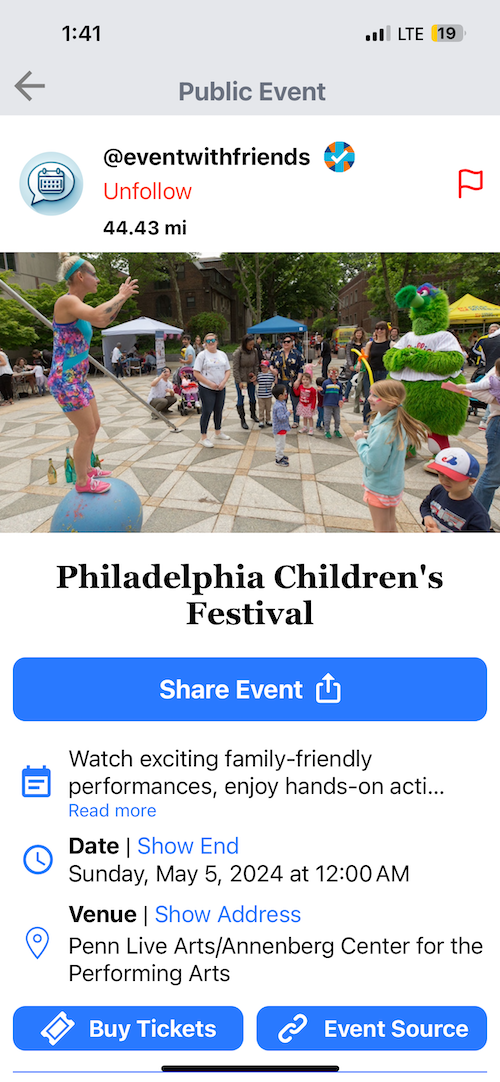 1:41 LTE 19
Public Event
@eventwithfriends
Unfollow
44.43 mi
Philadelphia Children's
Festival
Share Event
Watch exciting family-friendly
performances, enjoy hands-on acti...
Read more
Date | Show End
Sunday, May 5, 2024 at 12:00 AM
Venue | Show Address
Penn Live Arts/Annenberg Center for the
Performing Arts
Buy Tickets Event Source